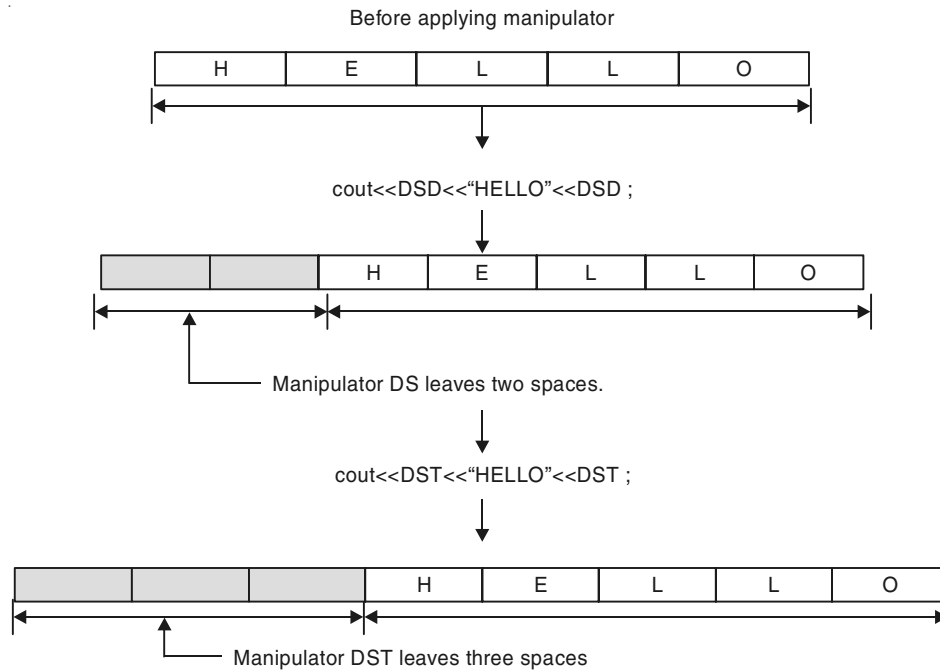 Before applying manipulator
H E L L O
cout<<DSD<<“HELLO”<<DSD ;
H E L L O
Manipulator DS leaves two spaces.
cout<<DST<<“HELLO”<<DST ;
H E L L O
Manipulator DST leaves three spaces